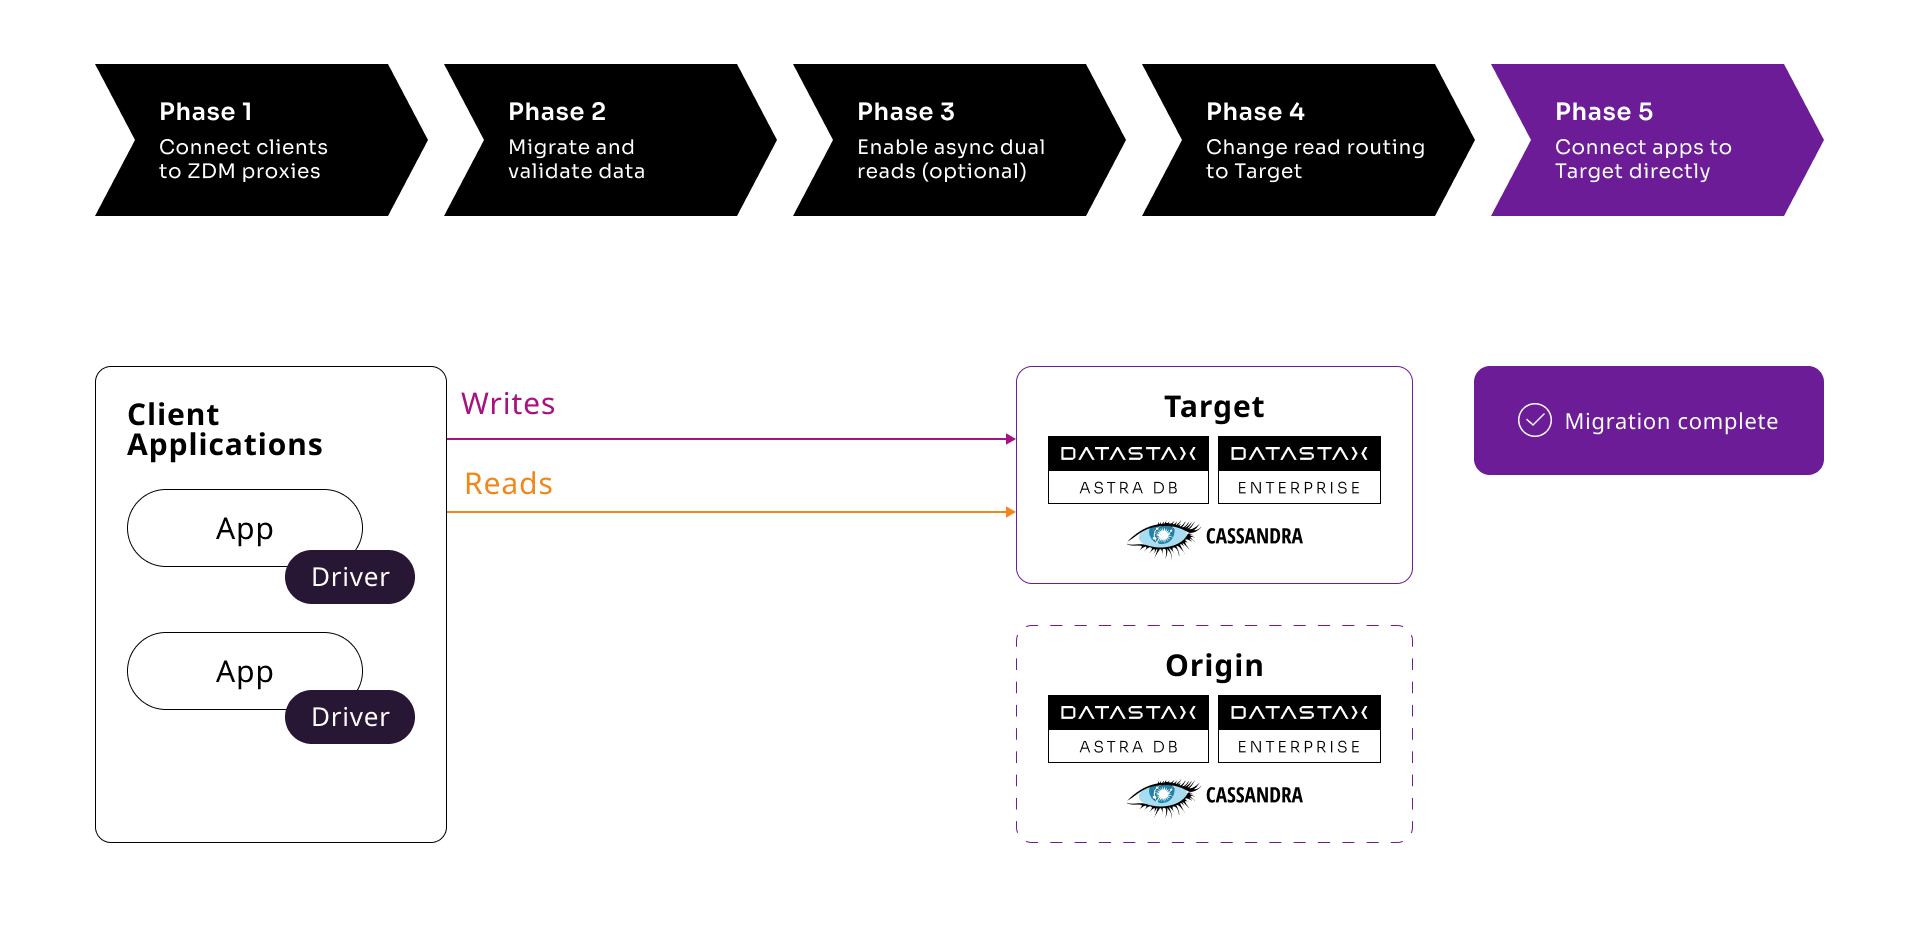 Phase 1
Connect clients
to ZDM proxies
Phase 2
Migrate and
validate data
Phase 3
Enable async dual
reads (optional)
Phase 4
Change read routing
to Target
Phase 5
Connect apps to
Target directly
Client
Applications
App
Driver
App
Driver
Writes
Reads
Target
DATASTAX
ASTRA DB
DATASTAX
ENTERPRISE
CASSANDRA
Origin
DATASTAX
ASTRA DB
DATASTAX
ENTERPRISE
CASSANDRA
Migration complete